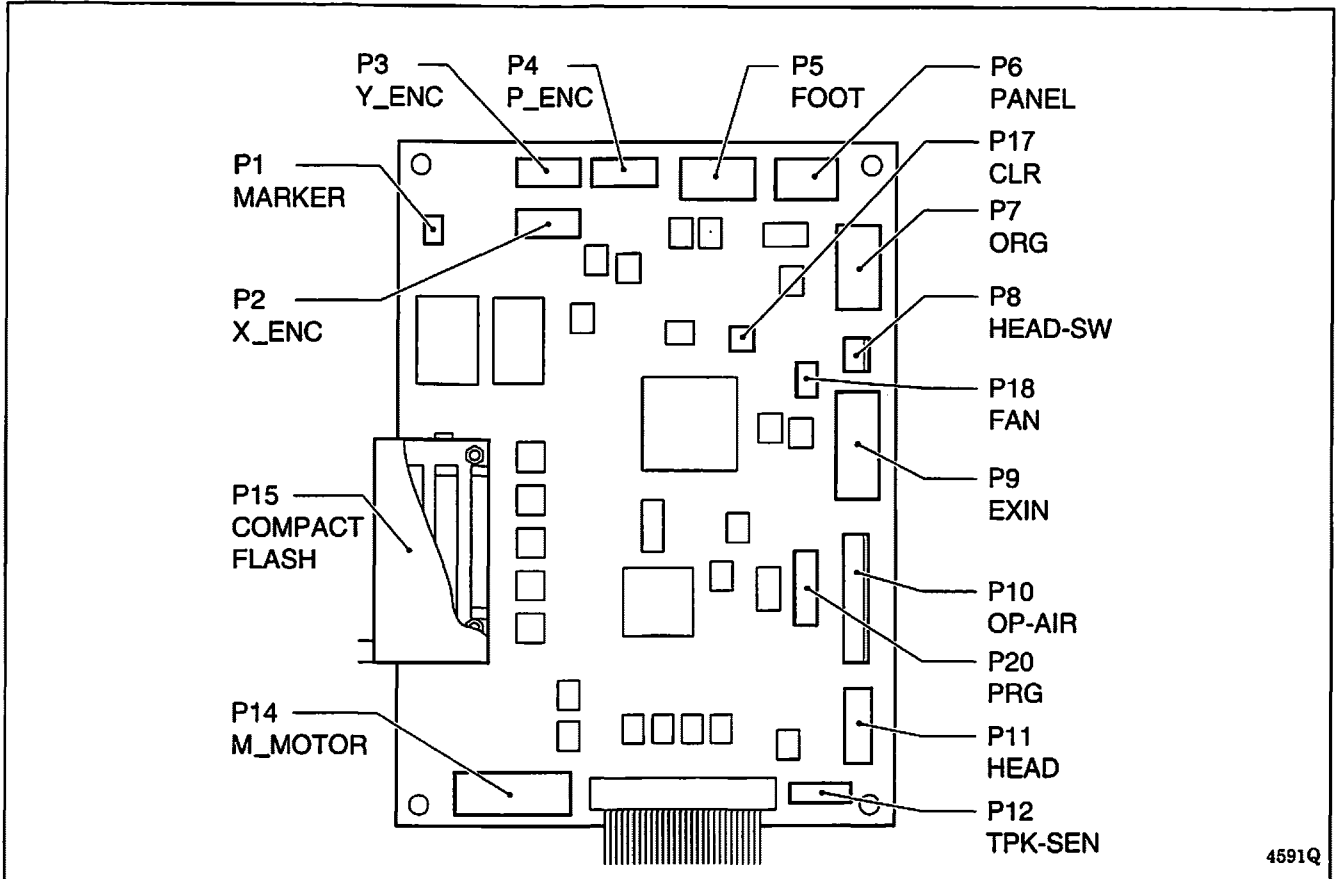 P3
Y_ENC
P4
P_ENC
P5
FOOT
P6
PANEL
P17
CLR
P1
MARKER
P7
ORG
P2
X_ENC
P8
HEAD-SW
P18
FAN
P15
COMPACT
FLASH
P9
EXIN
P10
OP-AIR
P20
PRG
P14
M_MOTOR
P11
HEAD
P12
TPK-SEN
4591Q